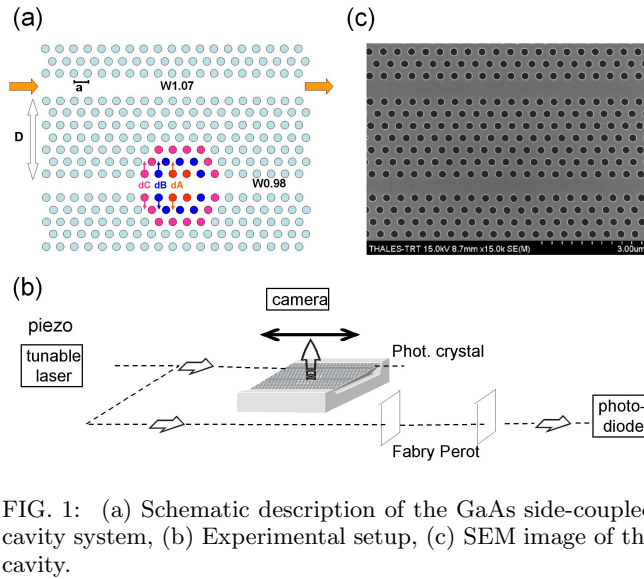 (a)
(c)
a
W1.07
D
dC dB dA
W0.98
THALES-TRT 15.0kV 8.7mm x15.0k SE(M)
3.00um
(b)
camera
piezo
tunable
laser
Phot. crystal
photo-
diode
Fabry Perot
FIG. 1: (a) Schematic description of the GaAs side-coupled
cavity system, (b) Experimental setup, (c) SEM image of the
cavity.